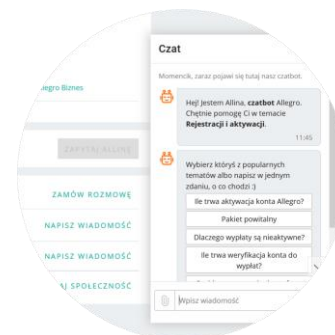 Czat
Momencik, zaraz pojawi się tutaj nasz czatbot.
Allegro Biznes
Hej! Jestem Allina, czatbot Allegro.
Chętnie pomogę Ci w temacie
Rejestracji i aktywacji.
11:45
ZAPYTAJ ALLINĘ
Wybierz któryś z popularnych
tematów albo napisz w jednym
zdaniu, o co chodzi :)
ZAMÓW ROZMOWĘ
Ile trwa aktywacja konta Allegro?
Pakiet powitalny
NAPISZ WIADOMOŚĆ
Dlaczego wypłaty są nieaktywne?
NAPISZ WIADOMOŚĆ
Ile trwa weryfikacja konta do
wypłat?
SPOŁECZNOŚĆ
Wpisz wiadomość